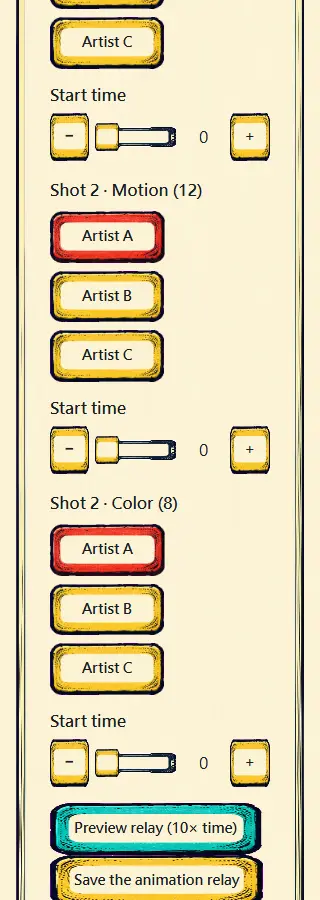 Artist C
Start time
− 0 +
Shot 2 · Motion (12)
Artist A
Artist B
Artist C
Start time
− 0 +
Shot 2 · Color (8)
Artist A
Artist B
Artist C
Start time
− 0 +
Preview relay (10× time)
Save the animation relay